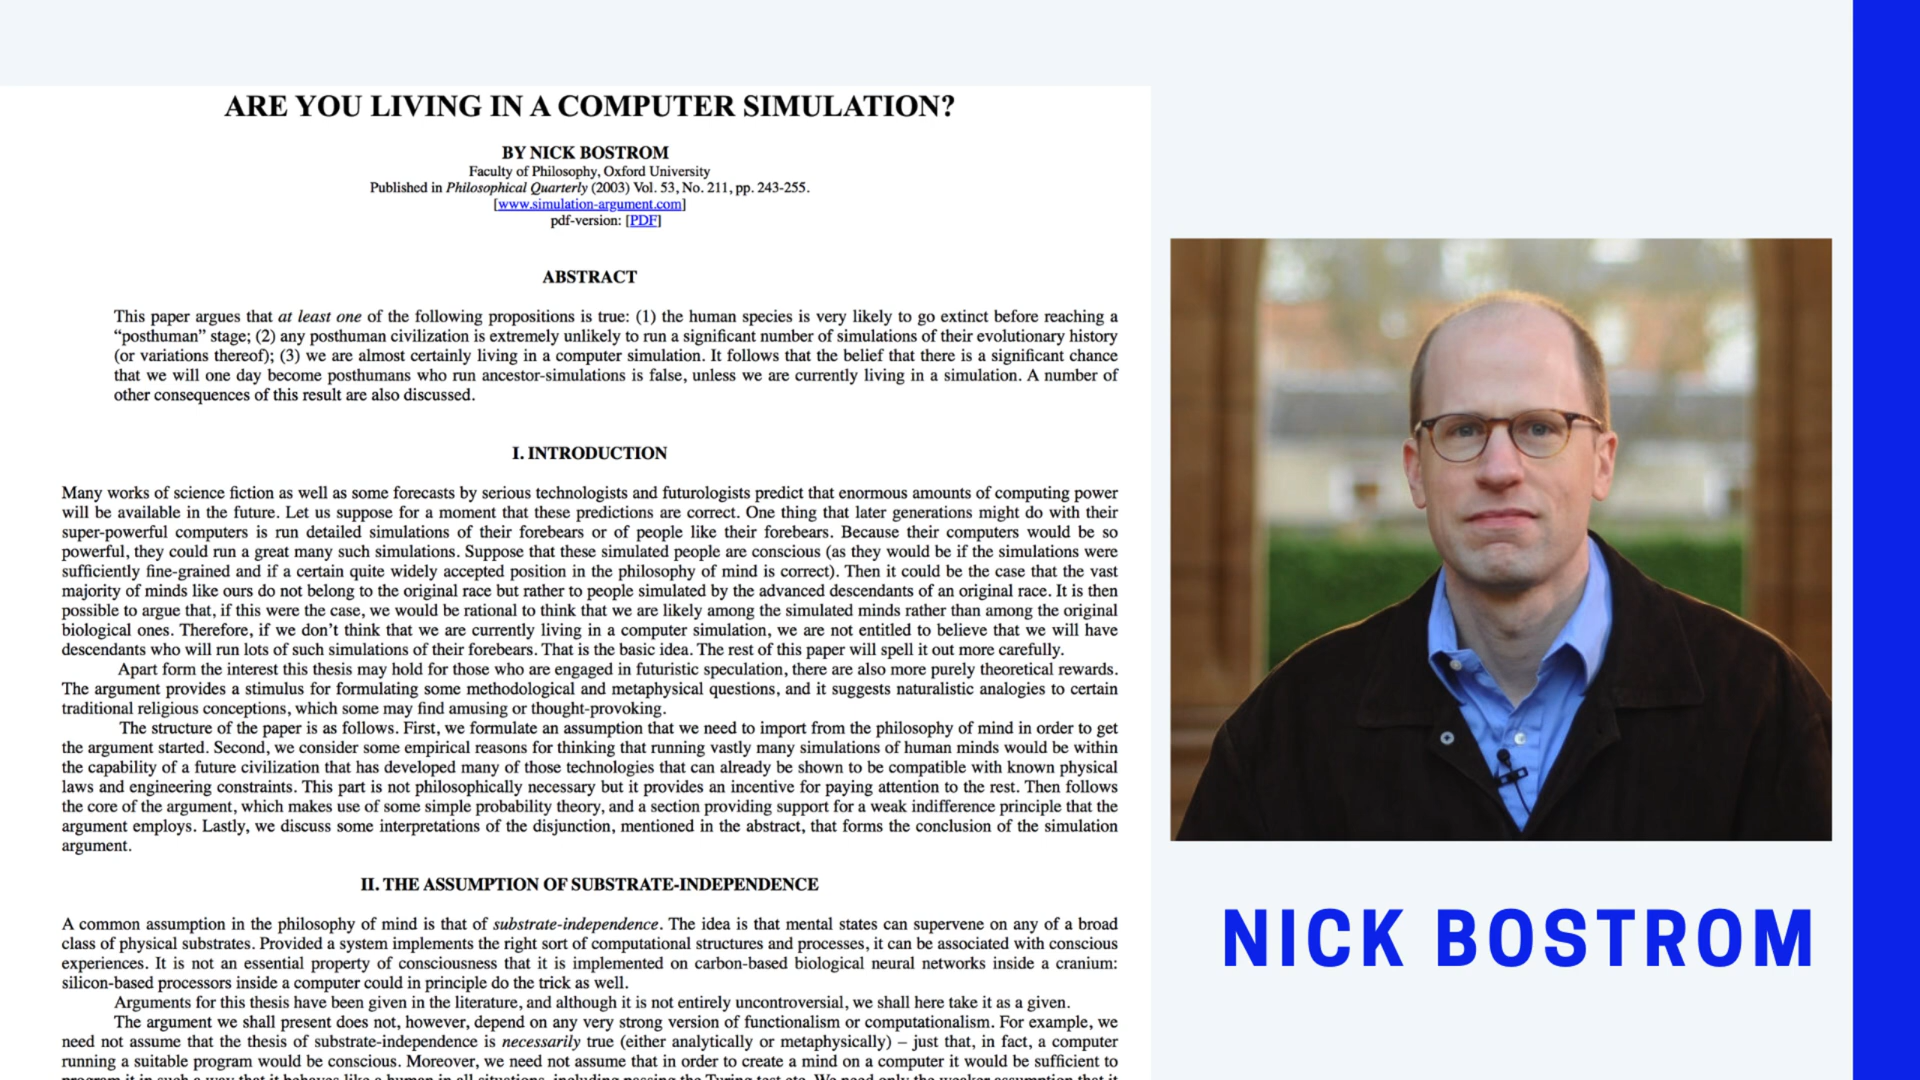 ARE YOU LIVING IN A COMPUTER SIMULATION?
BY NICK BOSTROM
Faculty of Philosophy, Oxford University
Published in Philosophical Quarterly (2003) Vol. 53, No. 211, pp. 243-255.
[www.simulation-argument.com]
pdf-version: [PDF]
ABSTRACT
This paper argues that at least one of the following propositions is true: (1) the human species is very likely to go extinct before reaching a
“posthuman” stage; (2) any posthuman civilization is extremely unlikely to run a significant number of simulations of their evolutionary history
(or variations thereof); (3) we are almost certainly living in a computer simulation. It follows that the belief that there is a significant chance
that we will one day become posthumans who run ancestor-simulations is false, unless we are currently living in a simulation. A number of
other consequences of this result are also discussed.
I. INTRODUCTION
Many works of science fiction as well as some forecasts by serious technologists and futurologists predict that enormous amounts of computing power
will be available in the future. Let us suppose for a moment that these predictions are correct. One thing that later generations might do with their
super-powerful computers is run detailed simulations of their forebears or of people like their forebears. Because their computers would be so
powerful, they could run a great many such simulations. Suppose that these simulated people are conscious (as they would be if the simulations were
sufficiently fine-grained and if a certain quite widely accepted position in the philosophy of mind is correct). Then it could be the case that the vast
majority of minds like ours do not belong to the original race but rather to people simulated by the advanced descendants of an original race. It is then
possible to argue that, if this were the case, we would be rational to think that we are likely among the simulated minds rather than among the original
biological ones. Therefore, if we don’t think that we are currently living in a computer simulation, we are not entitled to believe that we will have
descendants who will run lots of such simulations of their forebears. That is the basic idea. The rest of this paper will spell it out more carefully.
Apart form the interest this thesis may hold for those who are engaged in futuristic speculation, there are also more purely theoretical rewards.
The argument provides a stimulus for formulating some methodological and metaphysical questions, and it suggests naturalistic analogies to certain
traditional religious conceptions, which some may find amusing or thought-provoking.
The structure of the paper is as follows. First, we formulate an assumption that we need to import from the philosophy of mind in order to get
the argument started. Second, we consider some empirical reasons for thinking that running vastly many simulations of human minds would be within
the capability of a future civilization that has developed many of those technologies that can already be shown to be compatible with known physical
laws and engineering constraints. This part is not philosophically necessary but it provides an incentive for paying attention to the rest. Then follows
the core of the argument, which makes use of some simple probability theory, and a section providing support for a weak indifference principle that the
argument employs. Lastly, we discuss some interpretations of the disjunction, mentioned in the abstract, that forms the conclusion of the simulation
argument.
II. THE ASSUMPTION OF SUBSTRATE-INDEPENDENCE
A common assumption in the philosophy of mind is that of substrate-independence. The idea is that mental states can supervene on any of a broad
class of physical substrates. Provided a system implements the right sort of computational structures and processes, it can be associated with conscious
experiences. It is not an essential property of consciousness that it is implemented on carbon-based biological neural networks inside a cranium:
silicon-based processors inside a computer could in principle do the trick as well.
Arguments for this thesis have been given in the literature, and although it is not entirely uncontroversial, we shall here take it as a given.
The argument we shall present does not, however, depend on any very strong version of functionalism or computationalism. For example, we
need not assume that the thesis of substrate-independence is necessarily true (either analytically or metaphysically) – just that, in fact, a computer
running a suitable program would be conscious. Moreover, we need not assume that in order to create a mind on a computer it would be sufficient to
program it in such a way that it behaves like a human in all situations, including passing the Turing test etc. We need only the weaker assumption that it
NICK BOSTROM